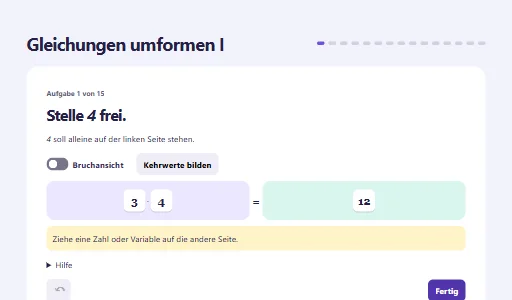 Gleichungen umformen I
Aufgabe 1 von 15
Stelle 4 frei.
4 soll alleine auf der linken Seite stehen.
Bruchansicht Kehrwerte bilden
3 · 4 = 12
Ziehe eine Zahl oder Variable auf die andere Seite.
Hilfe
Fertig